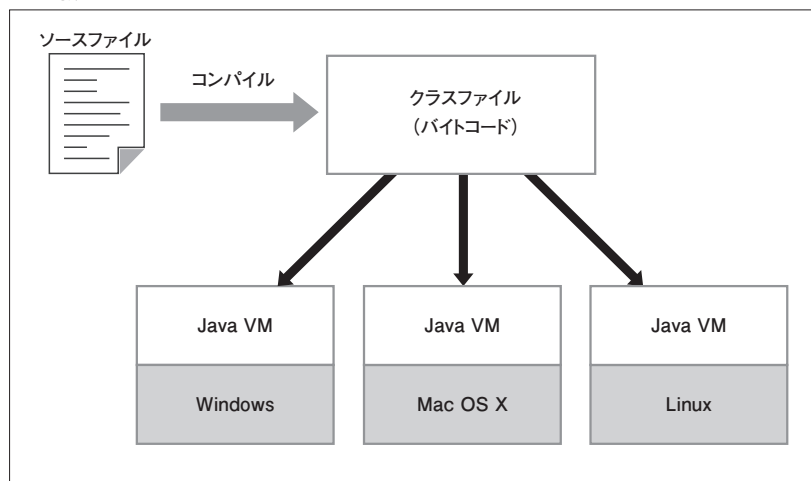 ソースファイル
コンパイル
クラスファイル
（バイトコード）
Java VM
Java VM
Java VM
Windows
Mac OS X
Linux